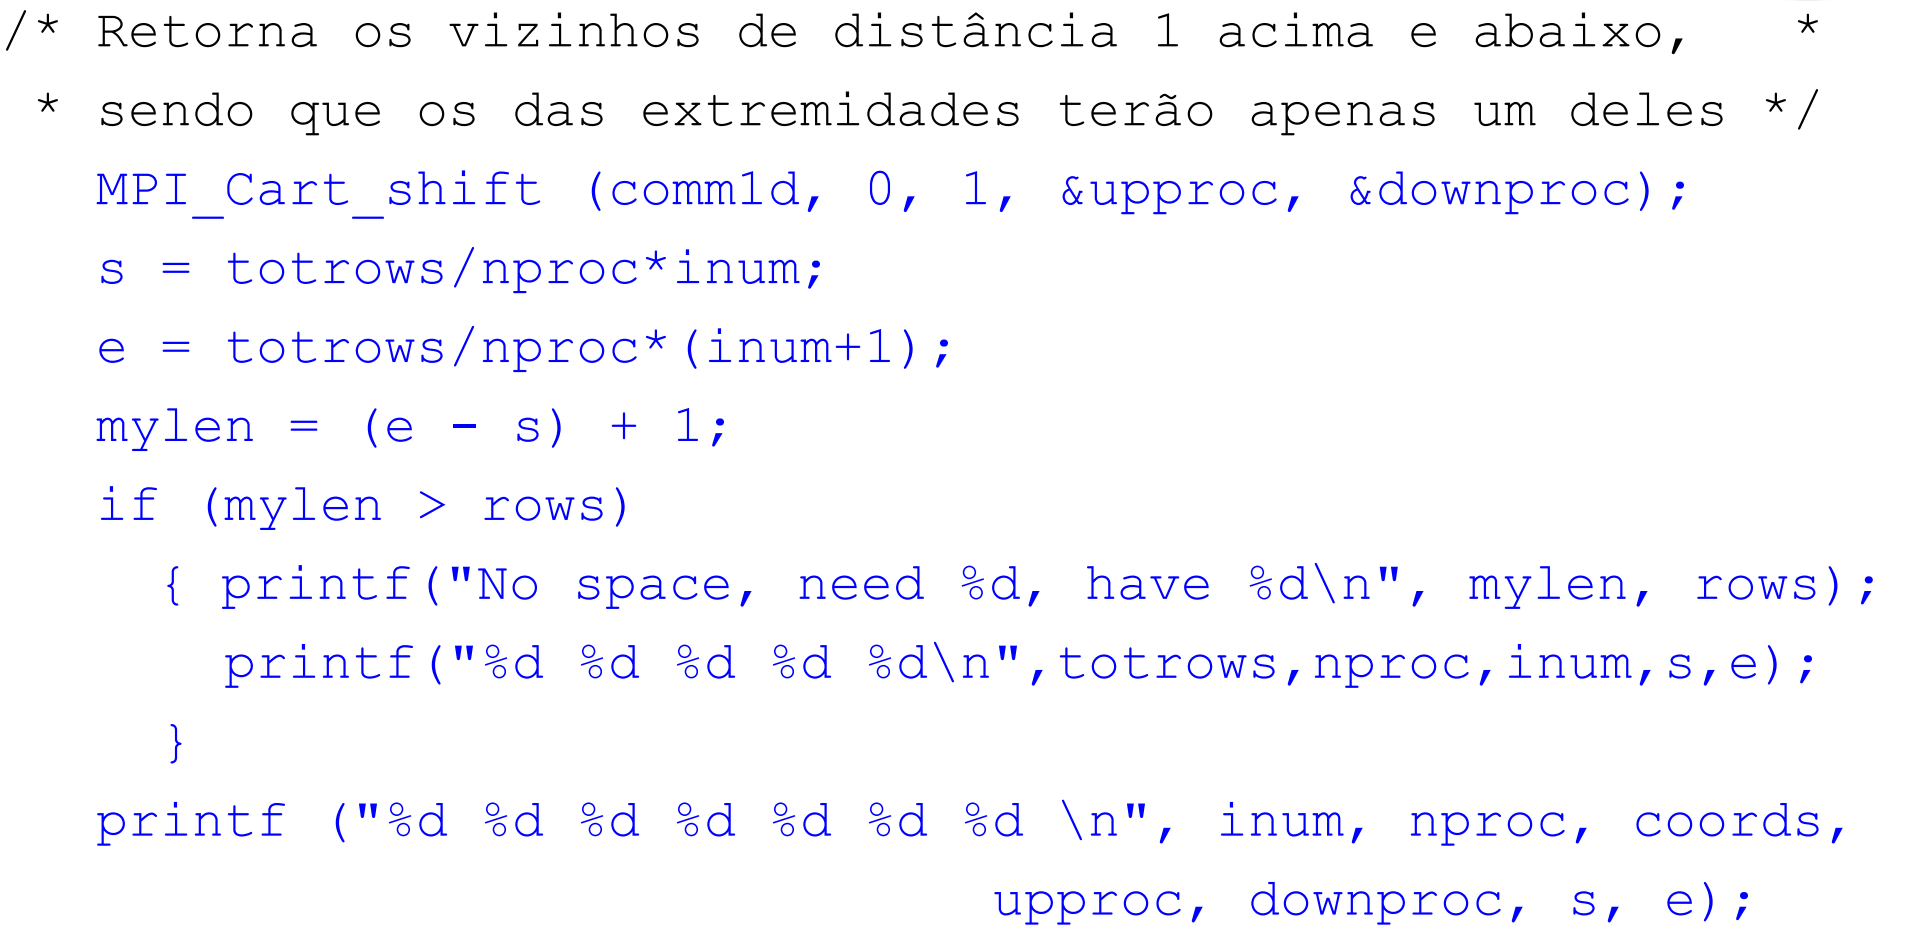 /* Retorna os vizinhos de distância 1 acima e abaixo,   *
 * sendo que os das extremidades terão apenas um deles */
   MPI_Cart_shift (comm1d, 0, 1, &upproc, &downproc);
   s = totrows/nproc*inum;
   e = totrows/nproc*(inum+1);
   mylen = (e - s) + 1;
   if (mylen > rows)
     { printf("No space, need %d, have %d\n", mylen, rows);
       printf("%d %d %d %d %d\n",totrows,nproc,inum,s,e);
     }
   printf ("%d %d %d %d %d %d %d \n", inum, nproc, coords,
                               upproc, downproc, s, e);